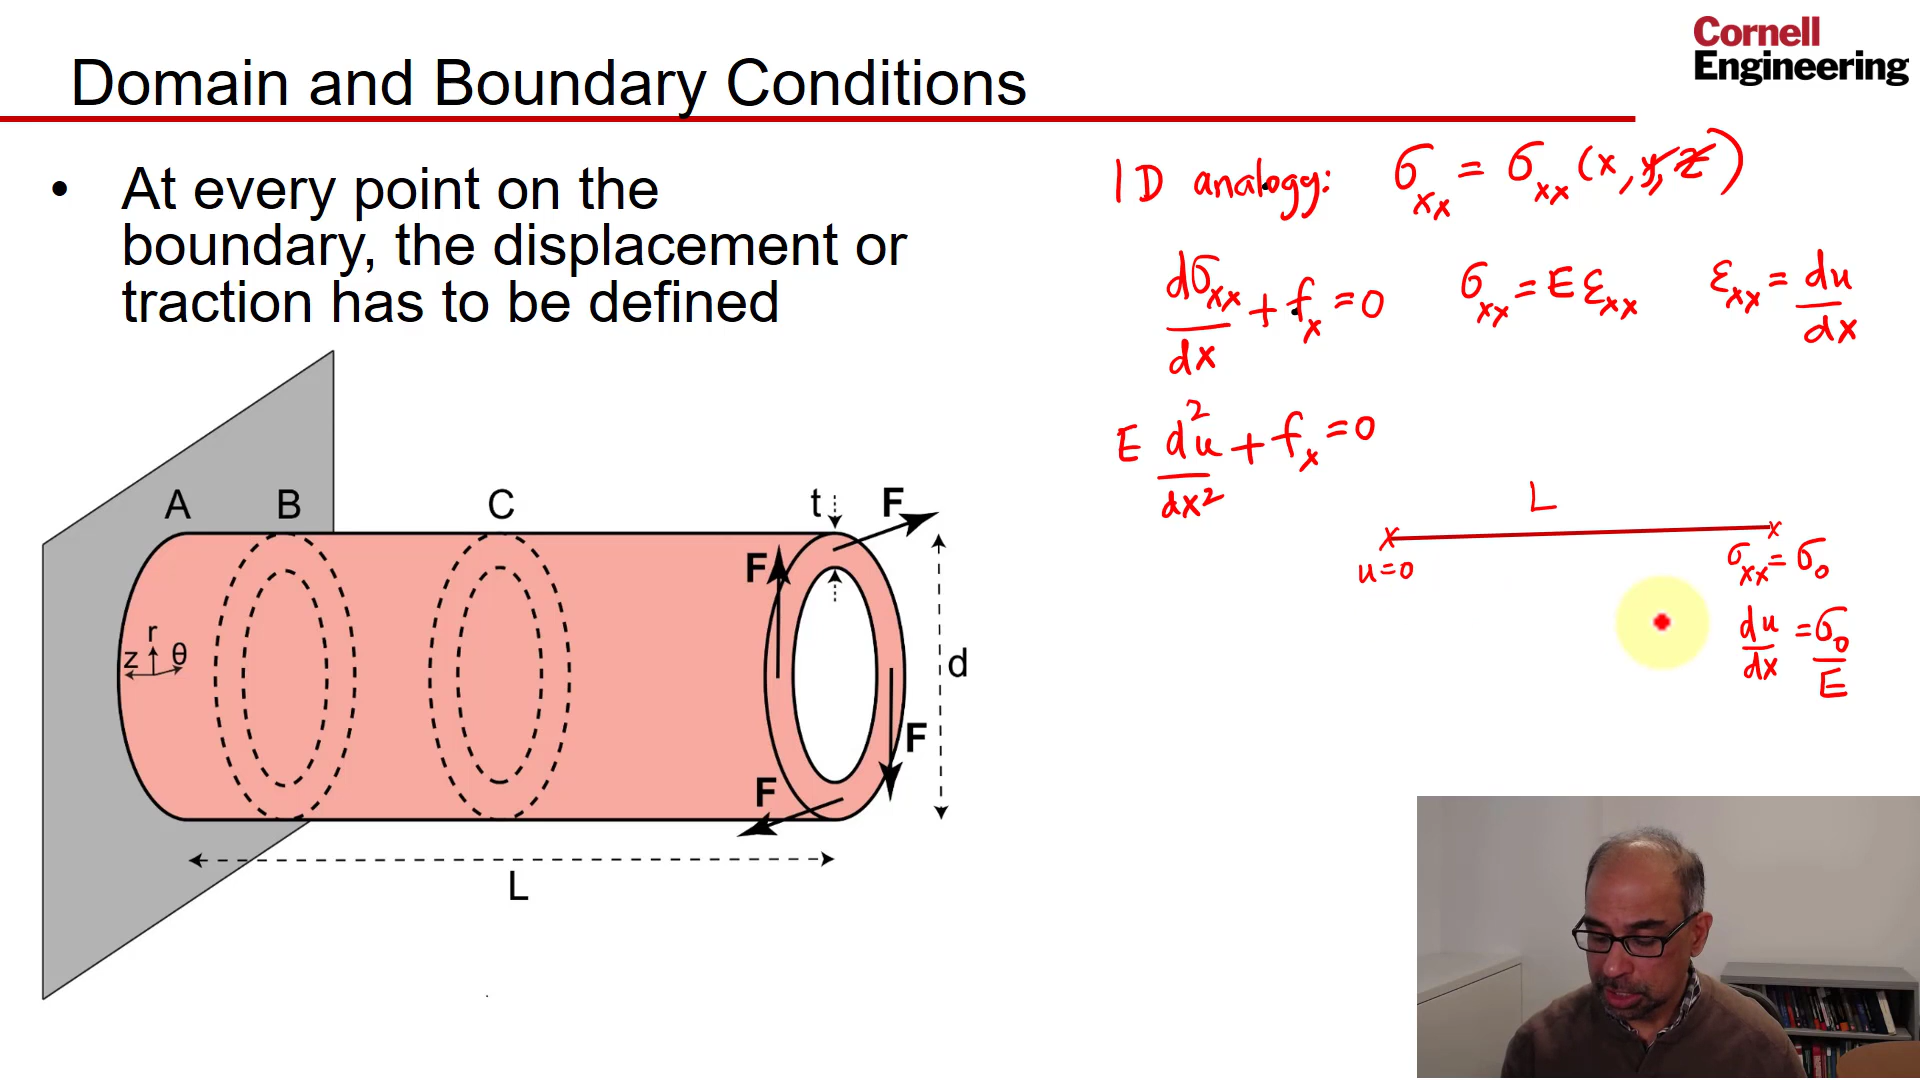 Domain and Boundary Conditions
Cornell
Engineering
• At every point on the
boundary, the displacement or
traction has to be defined
1D analogy: σxx = σxx (x, y, z)
dσxx/dx + fx = 0 σxx = E εxx εxx = du/dx
E d²u/dx² + fx = 0
L
u=0
σxx = σ0
du/dx = σ0/E
A B C t F
F
r
z θ
d
F
F
L